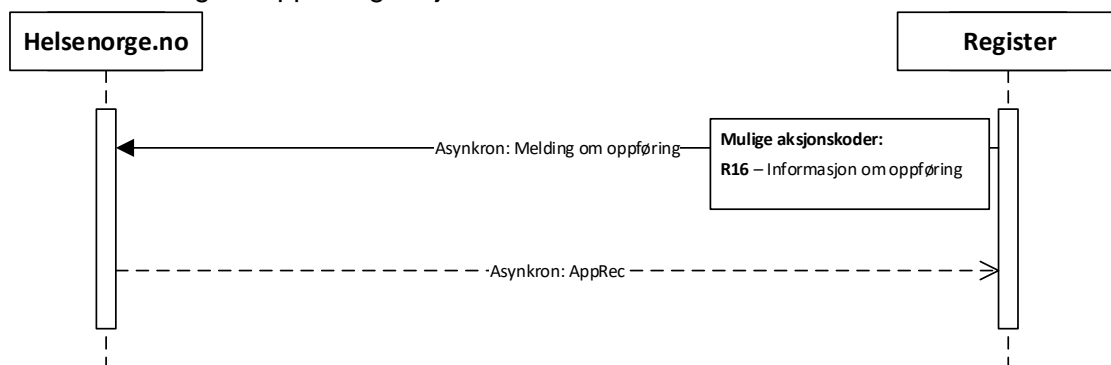 Helsenorge.no
Register
Asynkron: Melding om oppføring
Mulige aksjonskoder:
R16 – Informasjon om oppføring
Asynkron: AppRec